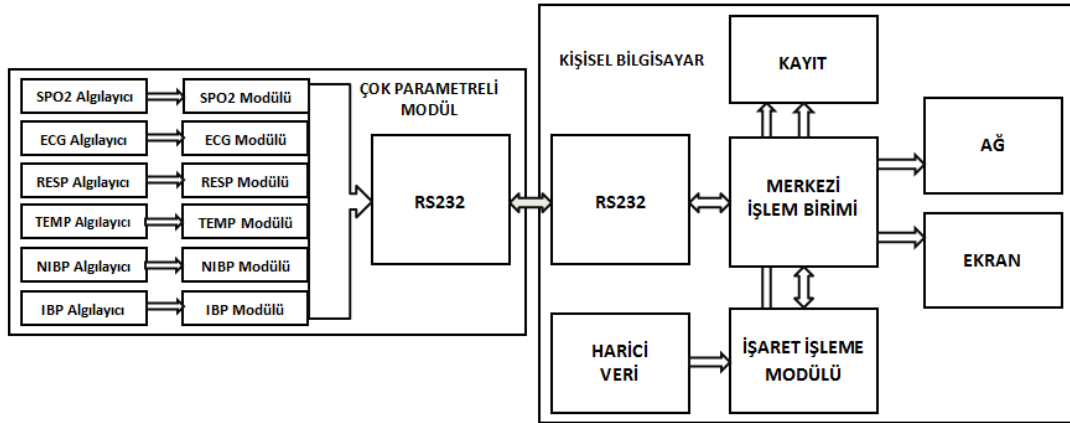 ÇOK PARAMETRELİ
MODÜL
SPO2 Algılayıcı
SPO2 Modülü
ECG Algılayıcı
ECG Modülü
RESP Algılayıcı
RESP Modülü
TEMP Algılayıcı
TEMP Modülü
NIBP Algılayıcı
NIBP Modülü
IBP Algılayıcı
IBP Modülü
RS232
KİŞİSEL BİLGİSAYAR
KAYIT
RS232
MERKEZİ
İŞLEM BİRİMİ
AĞ
EKRAN
HARİCİ
VERİ
İŞARET İŞLEME
MODÜLÜ